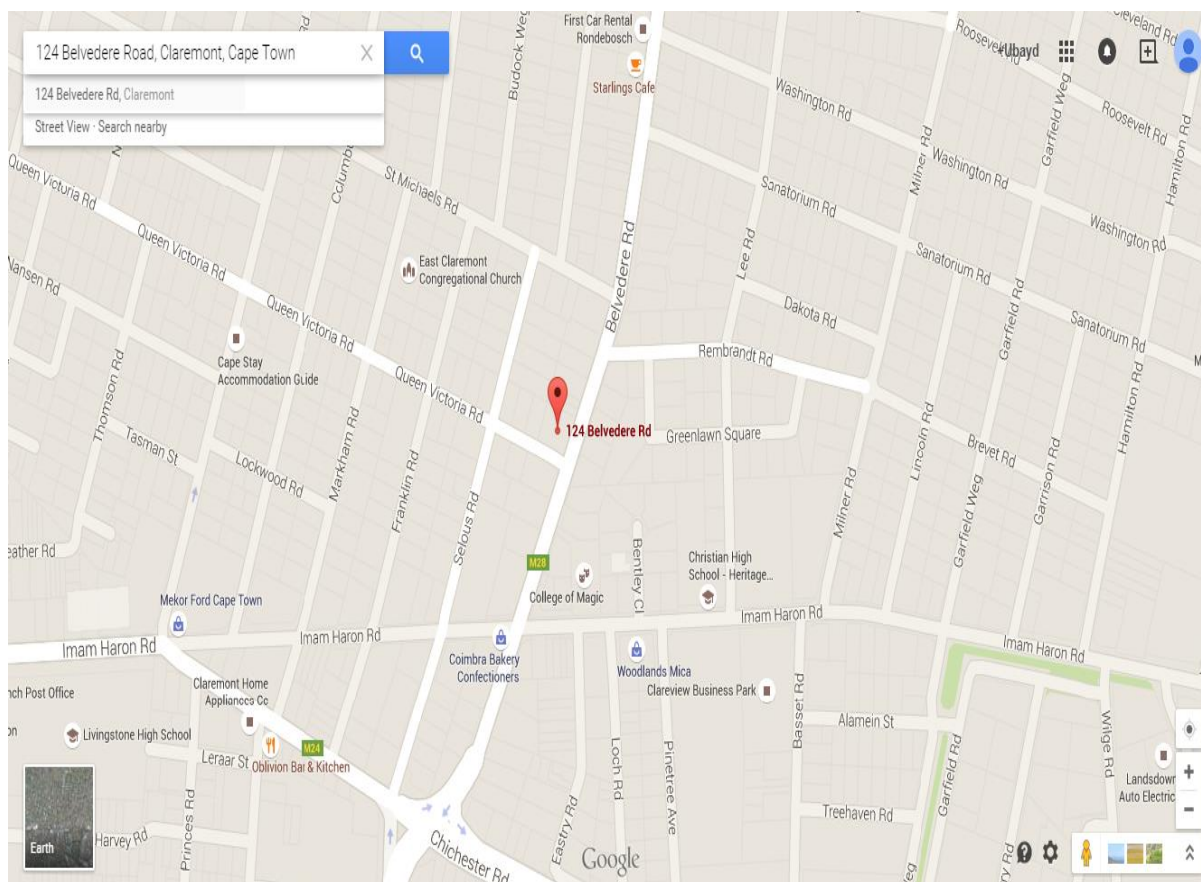 124 Belvedere Road, Claremont, Cape Town
124 Belvedere Rd, Claremont
Street View · Search nearby
+Ubayd
First Car Rental
Rondebosch
Starlings Cafe
Budock Weg
Cleveland Rd
Roosevelt Rd
Roosevelt Rd
Washington Rd
Washington Rd
Washington Rd
Garfield Weg
Milner Rd
Hamilton Rd
Queen Victoria Rd
Queen Victoria Rd
Queen Victoria Rd
Queen Victoria Rd
St Michaels Rd
Belvedere Rd
Sanatorium Rd
Sanatorium Rd
Sanatorium Rd
Lee Rd
East Claremont
Congregational Church
Nansen Rd
Dakota Rd
Garfield Rd
Cape Stay
Accommodation Guide
Rembrandt Rd
Thomson Rd
124 Belvedere Rd
Greenlawn Square
Hamilton Rd
Tasman St
Lockwood Rd
Markham Rd
Franklin Rd
Selous Rd
Milner Rd
Lincoln Rd
Brevet Rd
Garrison Rd
Garfield Weg
eather Rd
M28
College of Magic
Bentley Cl
Christian High
School - Heritage...
Mekor Ford Cape Town
Imam Haron Rd
Imam Haron Rd
Imam Haron Rd
Imam Haron Rd
Coimbra Bakery
Confectioners
Woodlands Mica
Clareview Business Park
nch Post Office
Claremont Home
Appliances Cc
Livingstone High School
Leraar St
M24
Oblivion Bar & Kitchen
Basset Rd
Alamein St
Wilge Rd
Garfield Rd
Loch Rd
Pinetree Ave
Landsdow
Auto Electric
Treehaven Rd
Earth
Harvey Rd
Princes Rd
Chichester Rd
Eastry Rd
Google